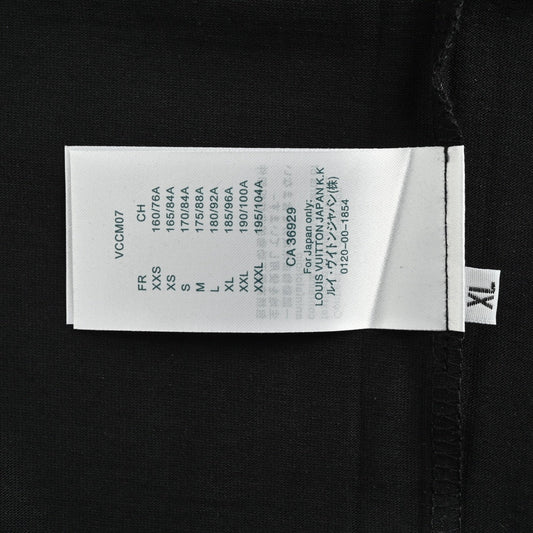 VCCM07
FR CH
XXS 160/76A
XS 165/84A
S 170/84A
M 175/88A
L 180/92A
XL 185/96A
XXL 190/100A
XXXL 195/104A
CA 36929
For Japan only:
LOUIS VUITTON JAPAN K.K
ルイ・ヴィトンジャパン(株)
0120-00-1854
XL